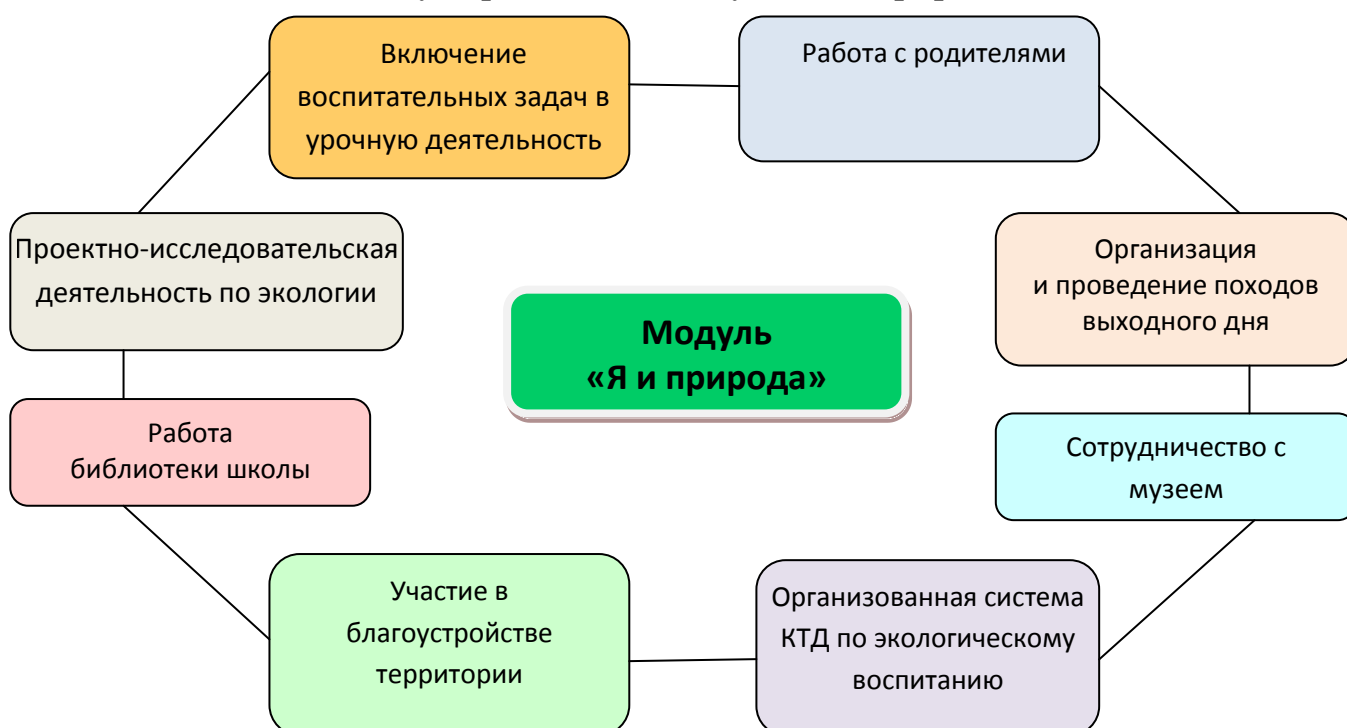 Включение
воспитательных задач в
урочную деятельность
Работа с родителями
Проектно-исследовательская
деятельность по экологии
Организация
и проведение походов
выходного дня
Модуль
«Я и природа»
Работа
библиотеки школы
Сотрудничество с
музеем
Участие в
благоустройстве
территории
Организованная система
КТД по экологическому
воспитанию